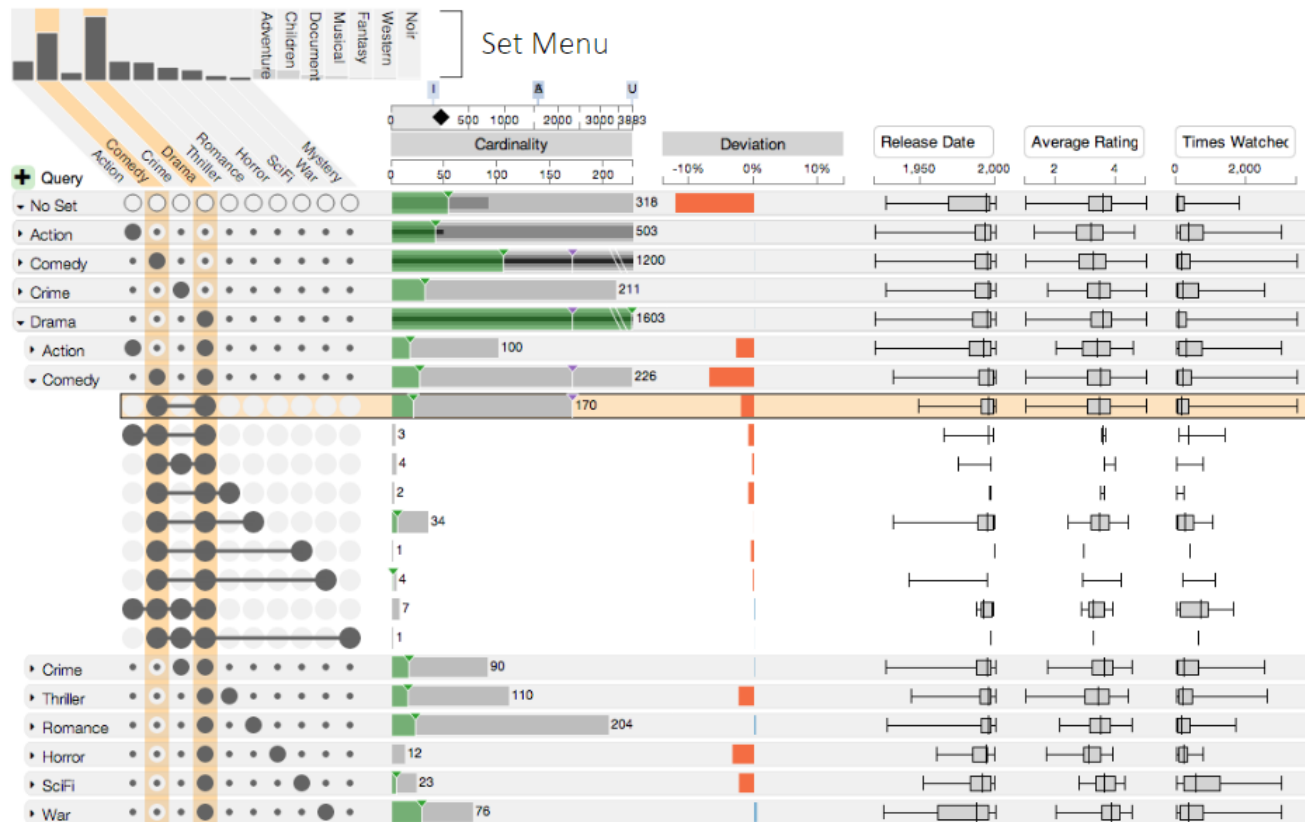 Adventure
Children
Document
Musical
Fantasy
Western
Noir
Set Menu
I A U
0 500 1000 2000 3000 3883
Cardinality
Deviation
Release Date
Average Rating
Times Watched
0 50 100 150 200
-10% 0% 10%
1,950 2,000
2 4
0 2,000
Action
Comedy
Crime
Drama
Thriller
Romance
Horror
SciFi
War
Mystery
Query
No Set 318
Action 503
Comedy 1200
Crime 211
Drama 1603
Action 100
Comedy 226
170
3
4
2
34
1
4
7
1
Crime 90
Thriller 110
Romance 204
Horror 12
SciFi 23
War 76